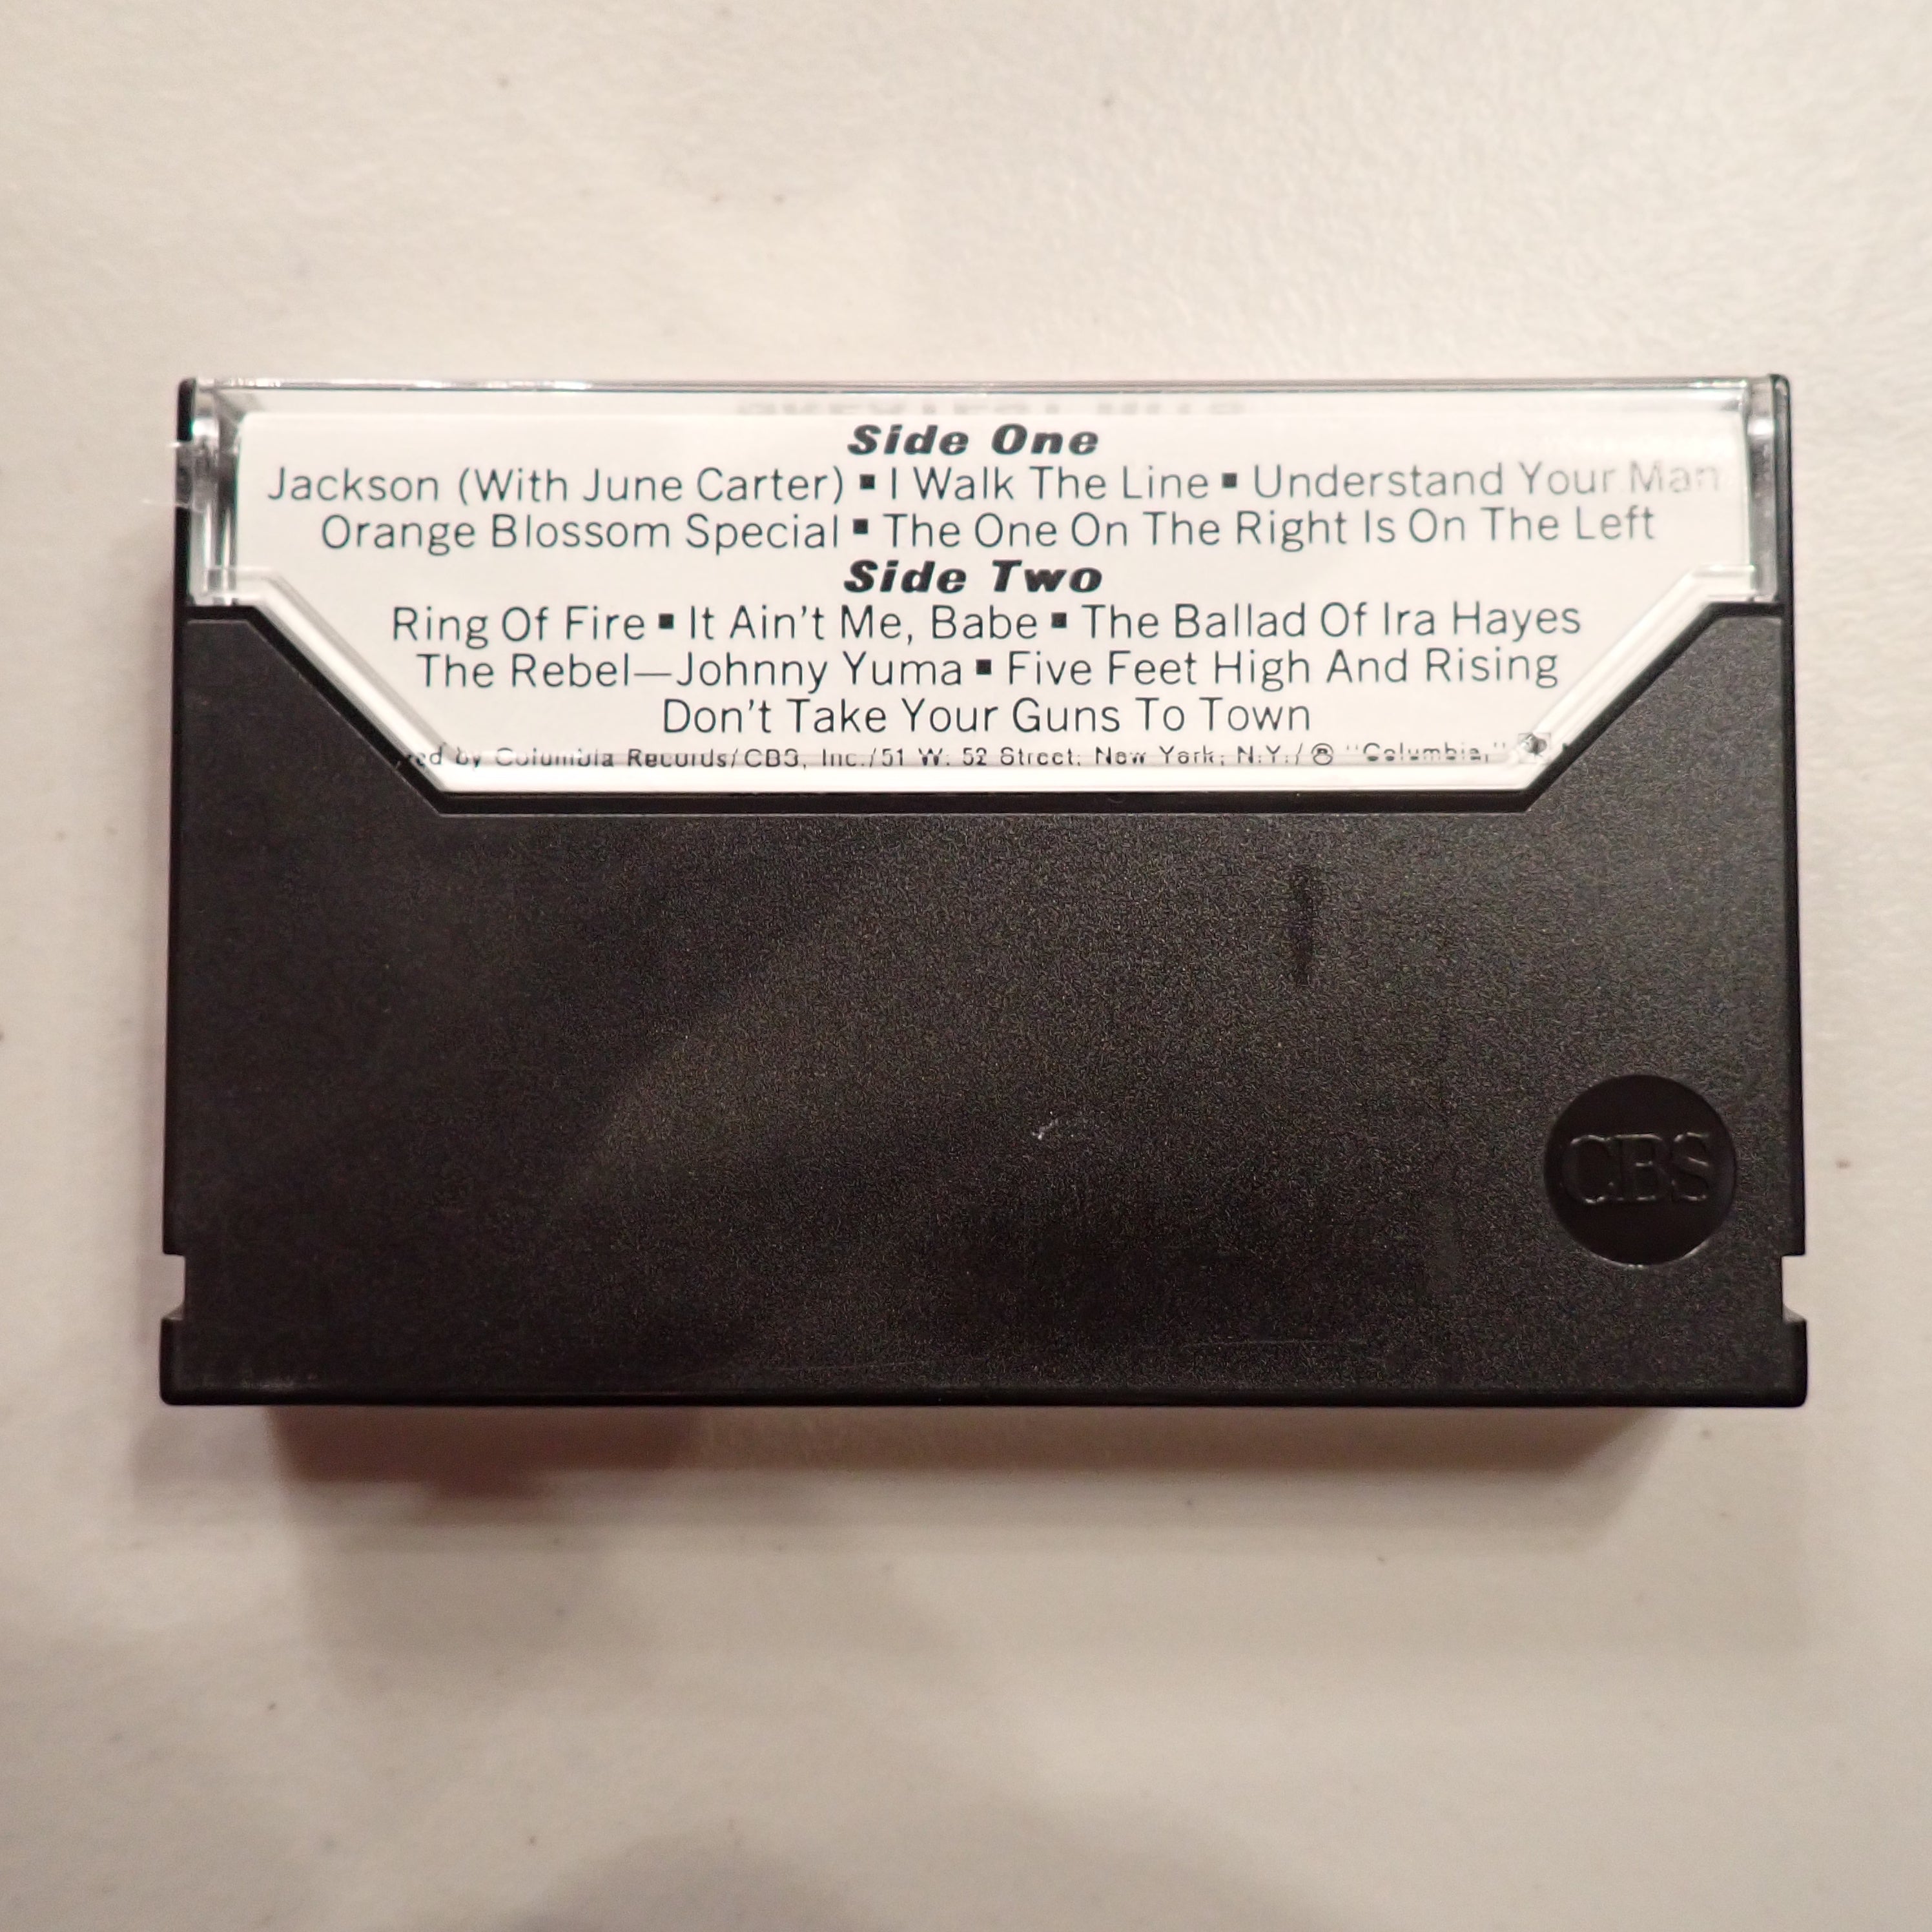 Side One
Jackson (With June Carter) ▪ I Walk The Line ▪ Understand Your Man
Orange Blossom Special ▪ The One On The Right Is On The Left
Side Two
Ring Of Fire ▪ It Ain't Me, Babe ▪ The Ballad Of Ira Hayes
The Rebel—Johnny Yuma ▪ Five Feet High And Rising
Don't Take Your Guns To Town
by Columbia Records/CBS, Inc./51 W. 52 Street, New York, N.Y./℗ "Columbia,"
CBS